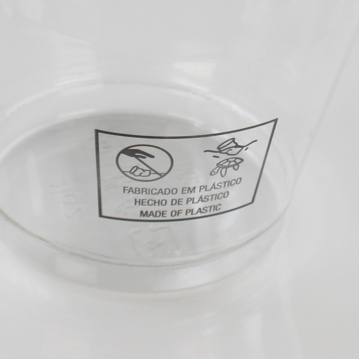 FABRICADO EM PLÁSTICO
HECHO DE PLÁSTICO
MADE OF PLASTIC